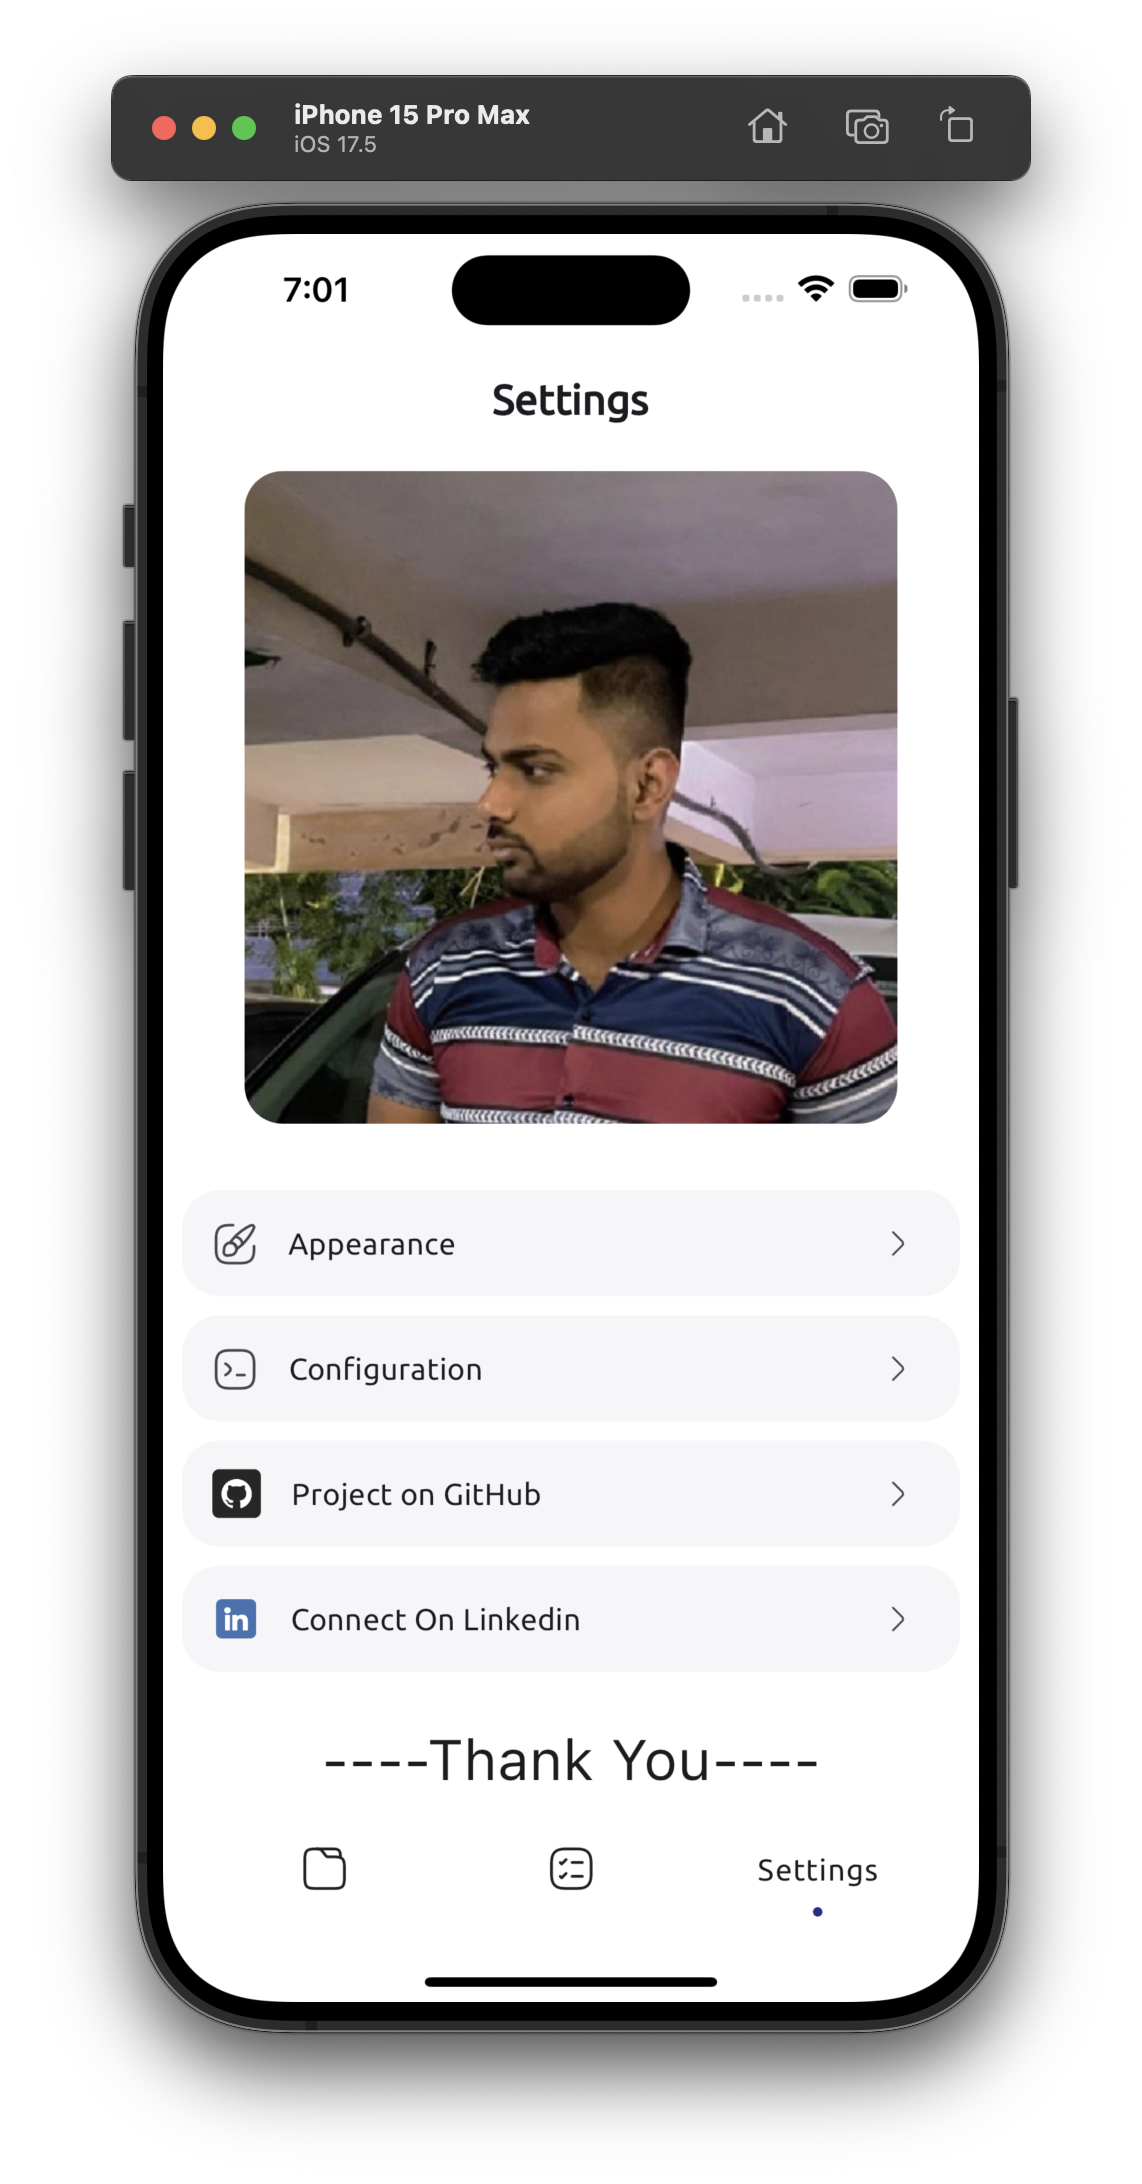 iPhone 15 Pro Max
iOS 17.5
7:01
Settings
Appearance
Configuration
Project on GitHub
in Connect On Linkedin
----Thank You----
Settings